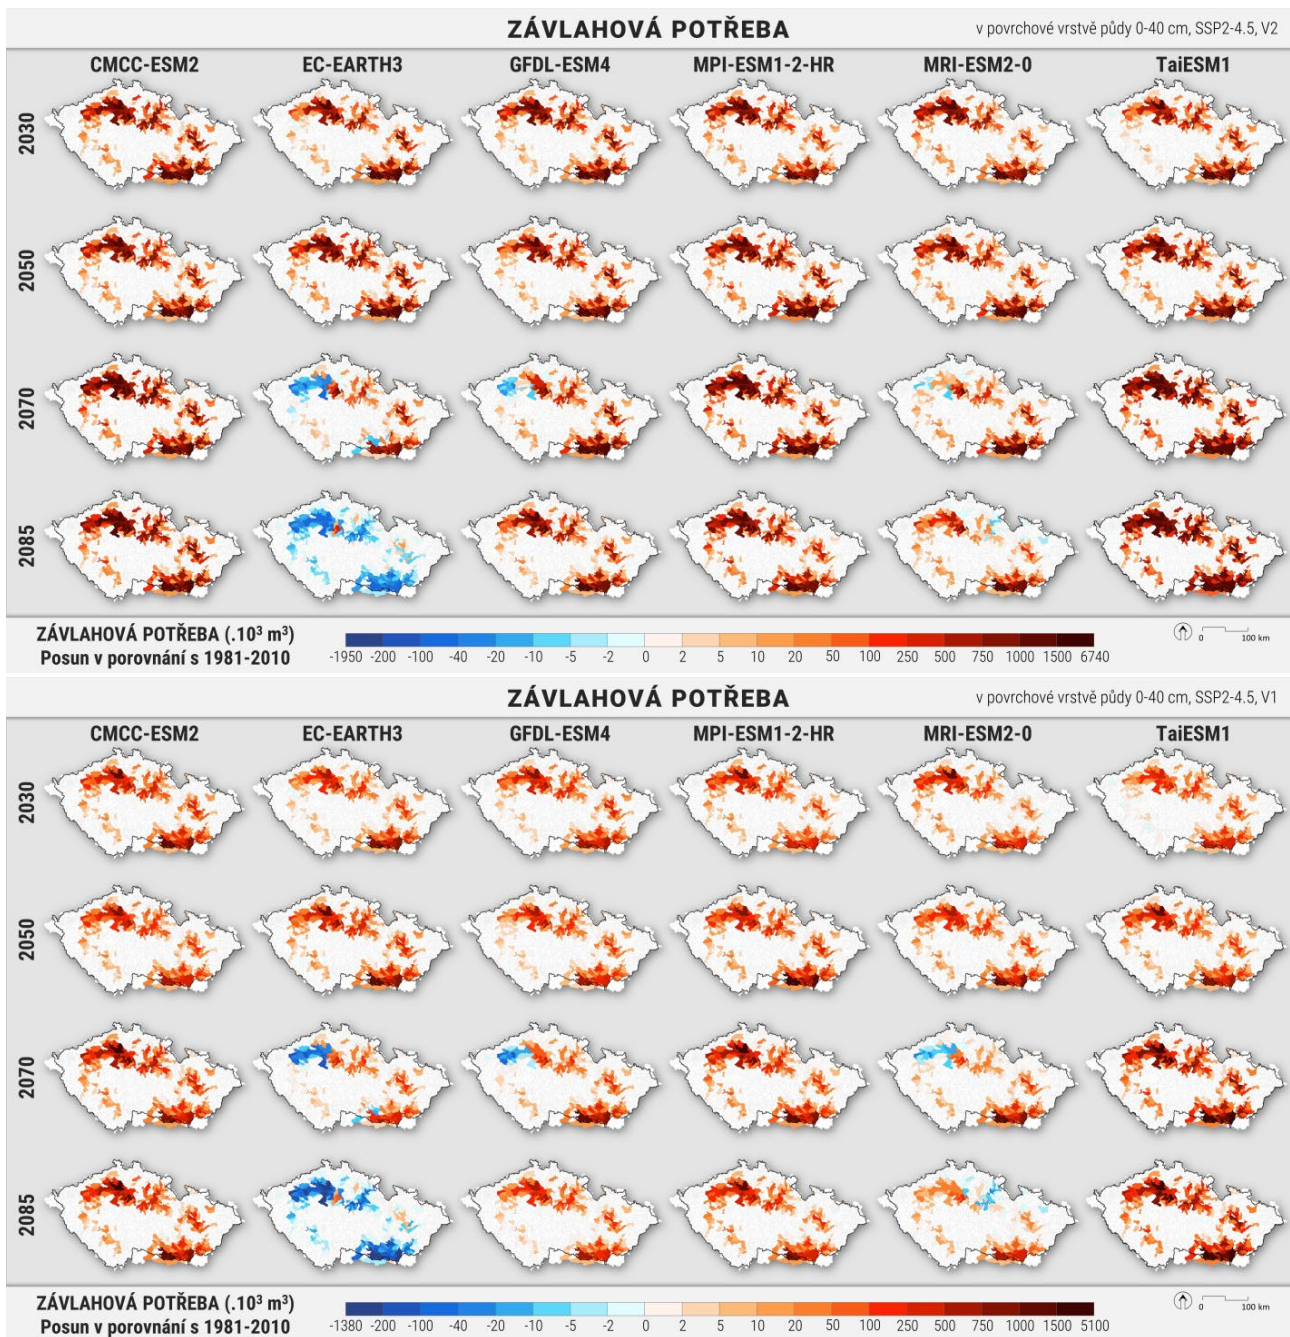 ZÁVLAHOVÁ POTŘEBA
v povrchové vrstvě půdy 0-40 cm, SSP2-4.5, V2
CMCC-ESM2 EC-EARTH3 GFDL-ESM4 MPI-ESM1-2-HR MRI-ESM2-0 TaiESM1
2030
2050
2070
2085
ZÁVLAHOVÁ POTŘEBA (.10³ m³)
Posun v porovnání s 1981-2010
-1950 -200 -100 -40 -20 -10 -5 -2 0 2 5 10 20 50 100 250 500 750 1000 1500 6740
0 100 km
ZÁVLAHOVÁ POTŘEBA
v povrchové vrstvě půdy 0-40 cm, SSP2-4.5, V1
CMCC-ESM2 EC-EARTH3 GFDL-ESM4 MPI-ESM1-2-HR MRI-ESM2-0 TaiESM1
2030
2050
2070
2085
ZÁVLAHOVÁ POTŘEBA (.10³ m³)
Posun v porovnání s 1981-2010
-1380 -200 -100 -40 -20 -10 -5 -2 0 2 5 10 20 50 100 250 500 750 1000 1500 5100
0 100 km